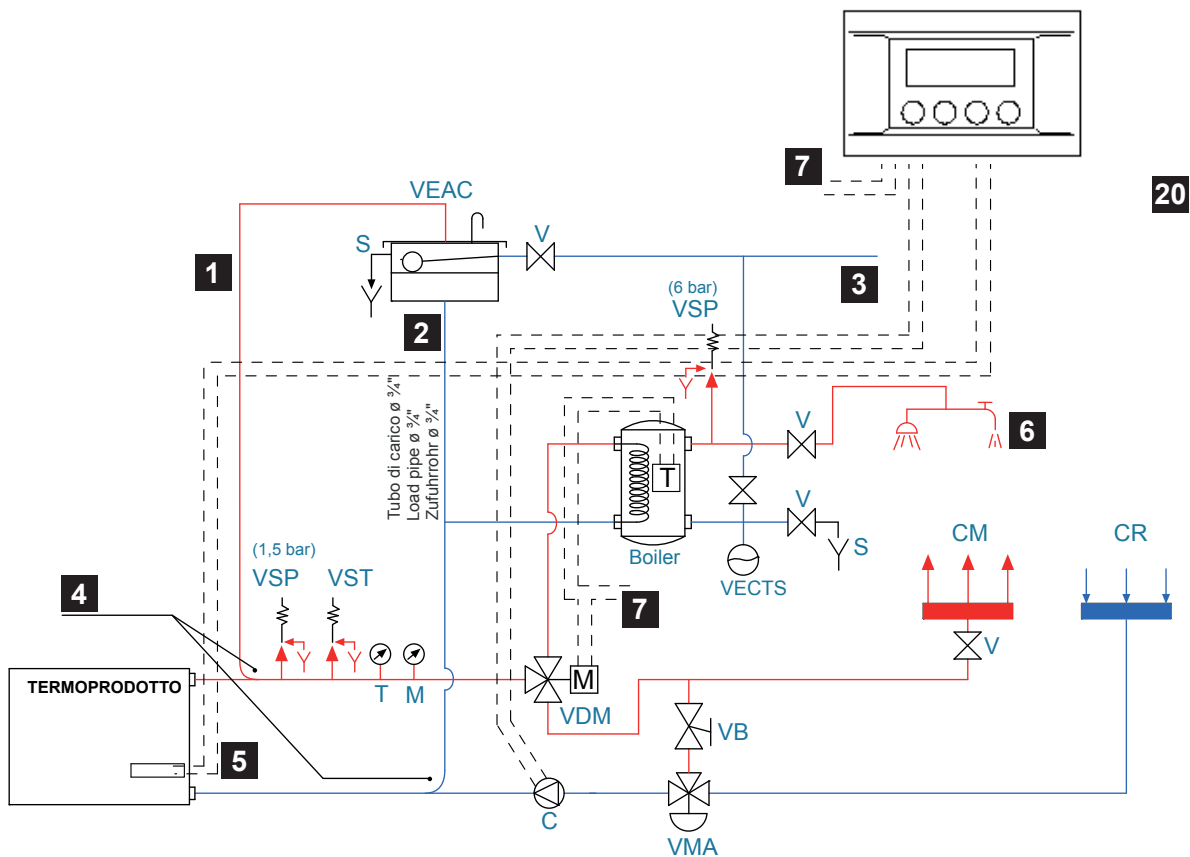 7
20
VEAC
S
V
1
3
(6 bar)
VSP
2
Tubo di carico ø ¾"
Load pipe ø ¾"
Zufuhrrohr ø ¾"
V
6
T
V
Boiler
S
VECTS
CM
CR
(1,5 bar)
VSP
VST
4
7
V
TERMOPRODOTTO
T
M
M
VDM
VB
5
C
VMA